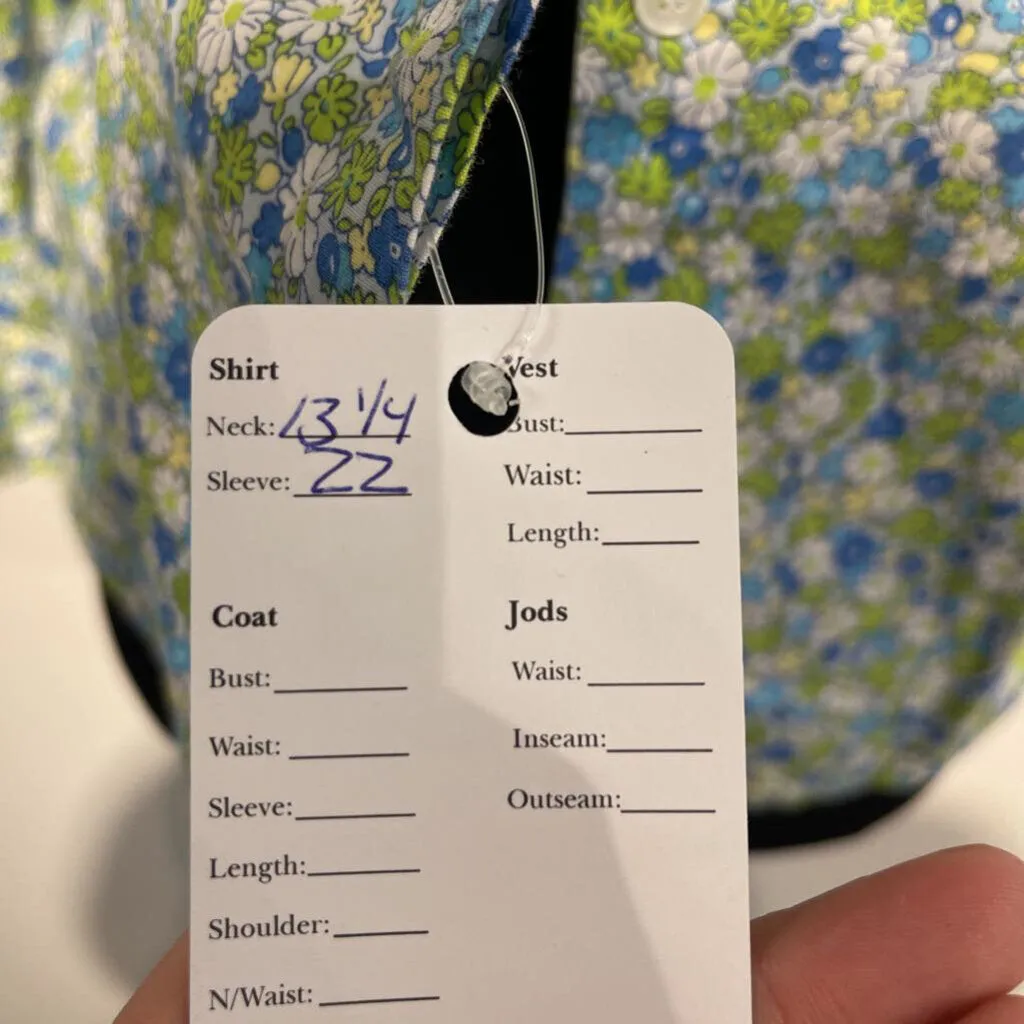 Shirt
Neck: 13 1/4
Sleeve: 22
Vest
Bust:
Waist:
Length:
Coat
Bust:
Waist:
Sleeve:
Length:
Shoulder:
N/Waist:
Jods
Waist:
Inseam:
Outseam: